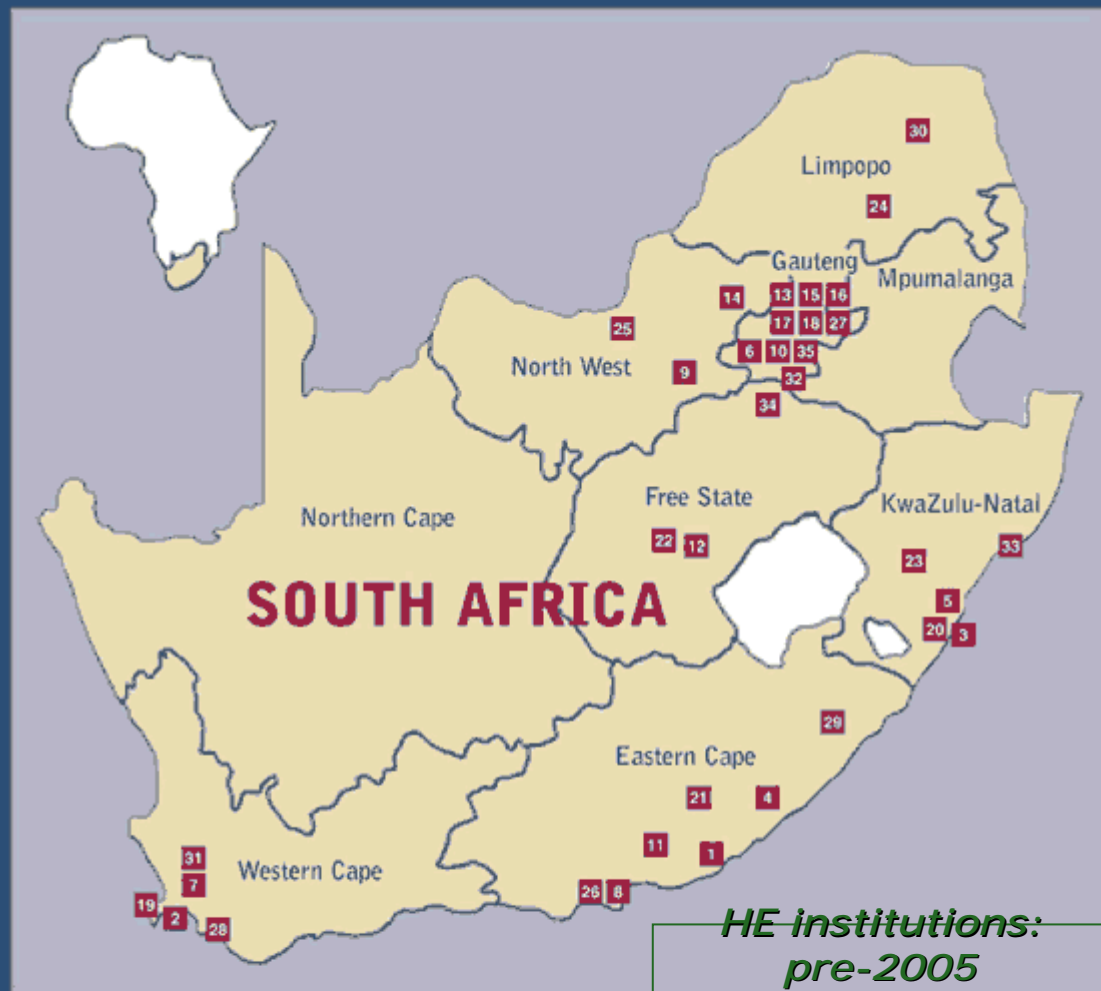 30
Limpopo
24
Gauteng
Mpumalanga
14 13 15 16
25 17 18 27
North West
9 6 10 35
32
34
Free State
KwaZulu-Natal
Northern Cape
22 12
33
23
SOUTH AFRICA
5
20 3
29
Eastern Cape
21 4
11 1
31
Western Cape
7
26 8
19 2 28
HE institutions:
pre-2005